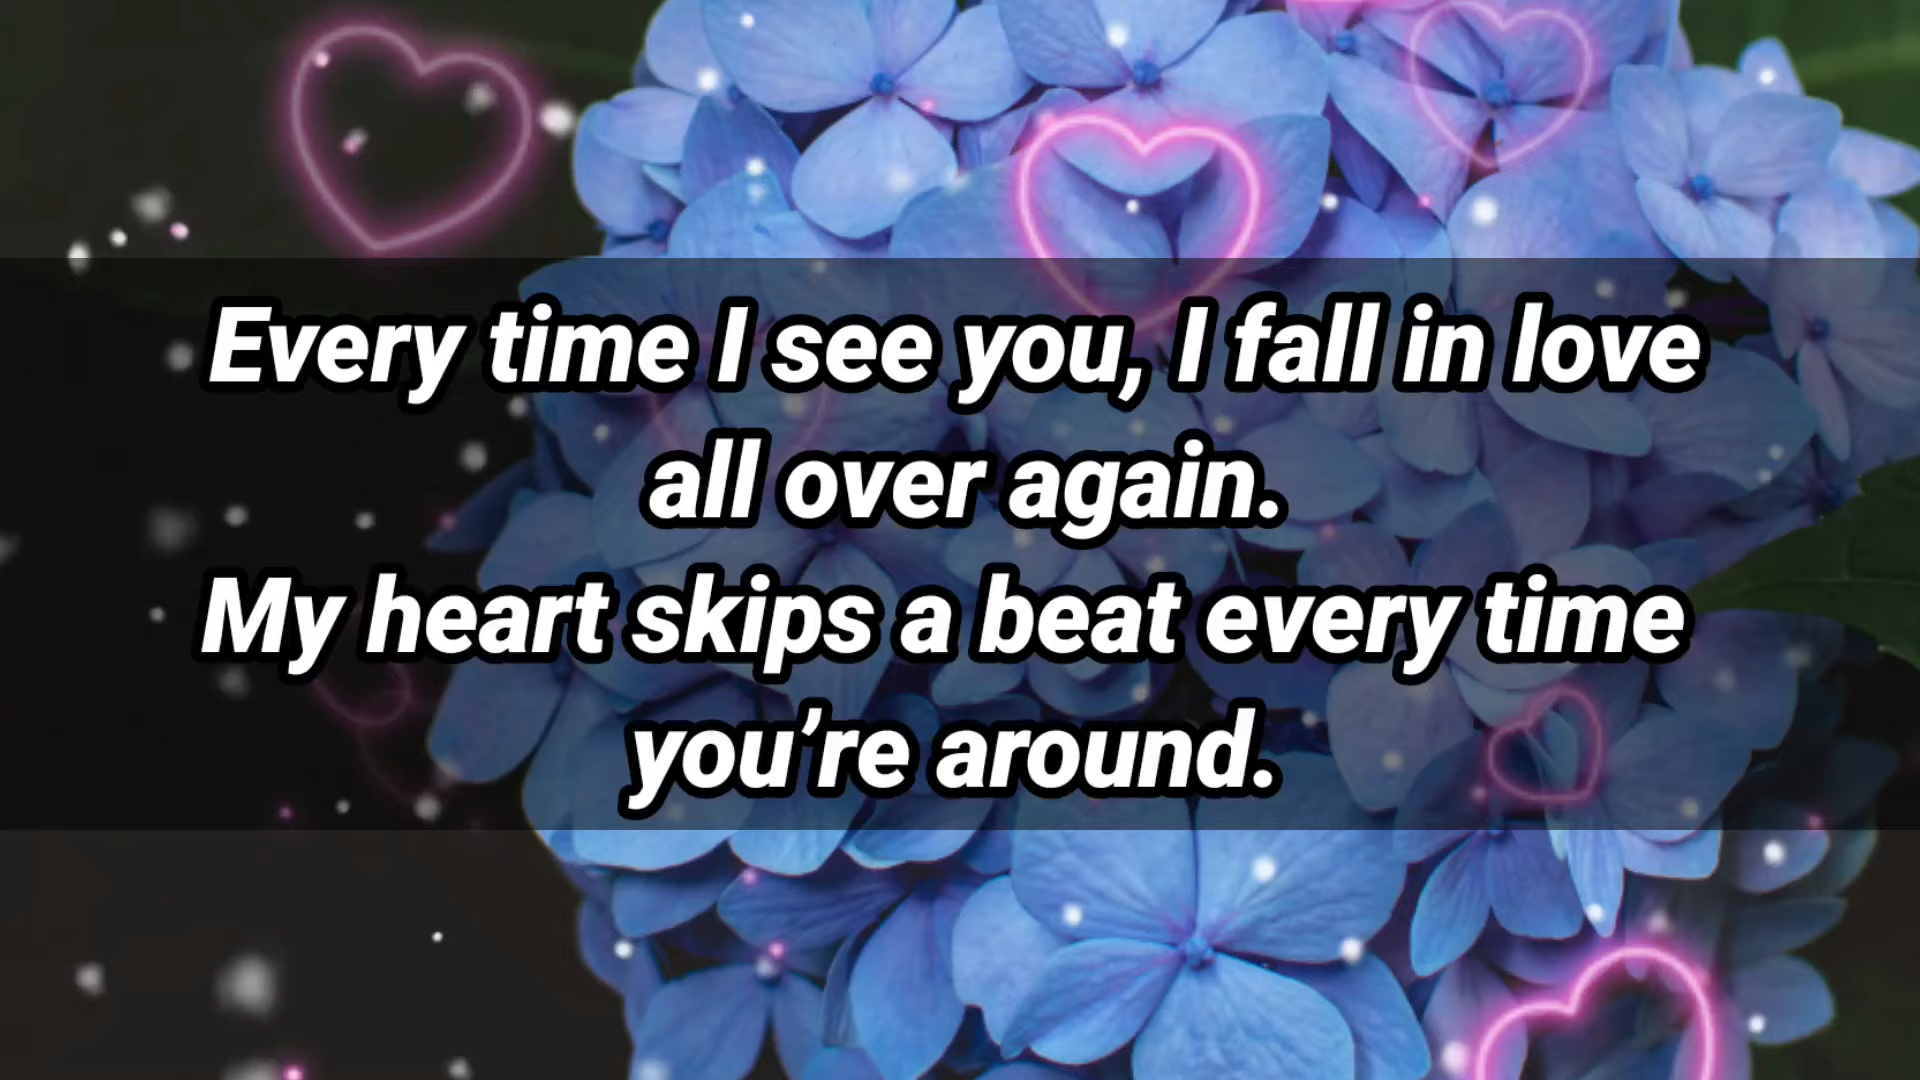 Every time I see you, I fall in love
all over again.
My heart skips a beat every time
you’re around.